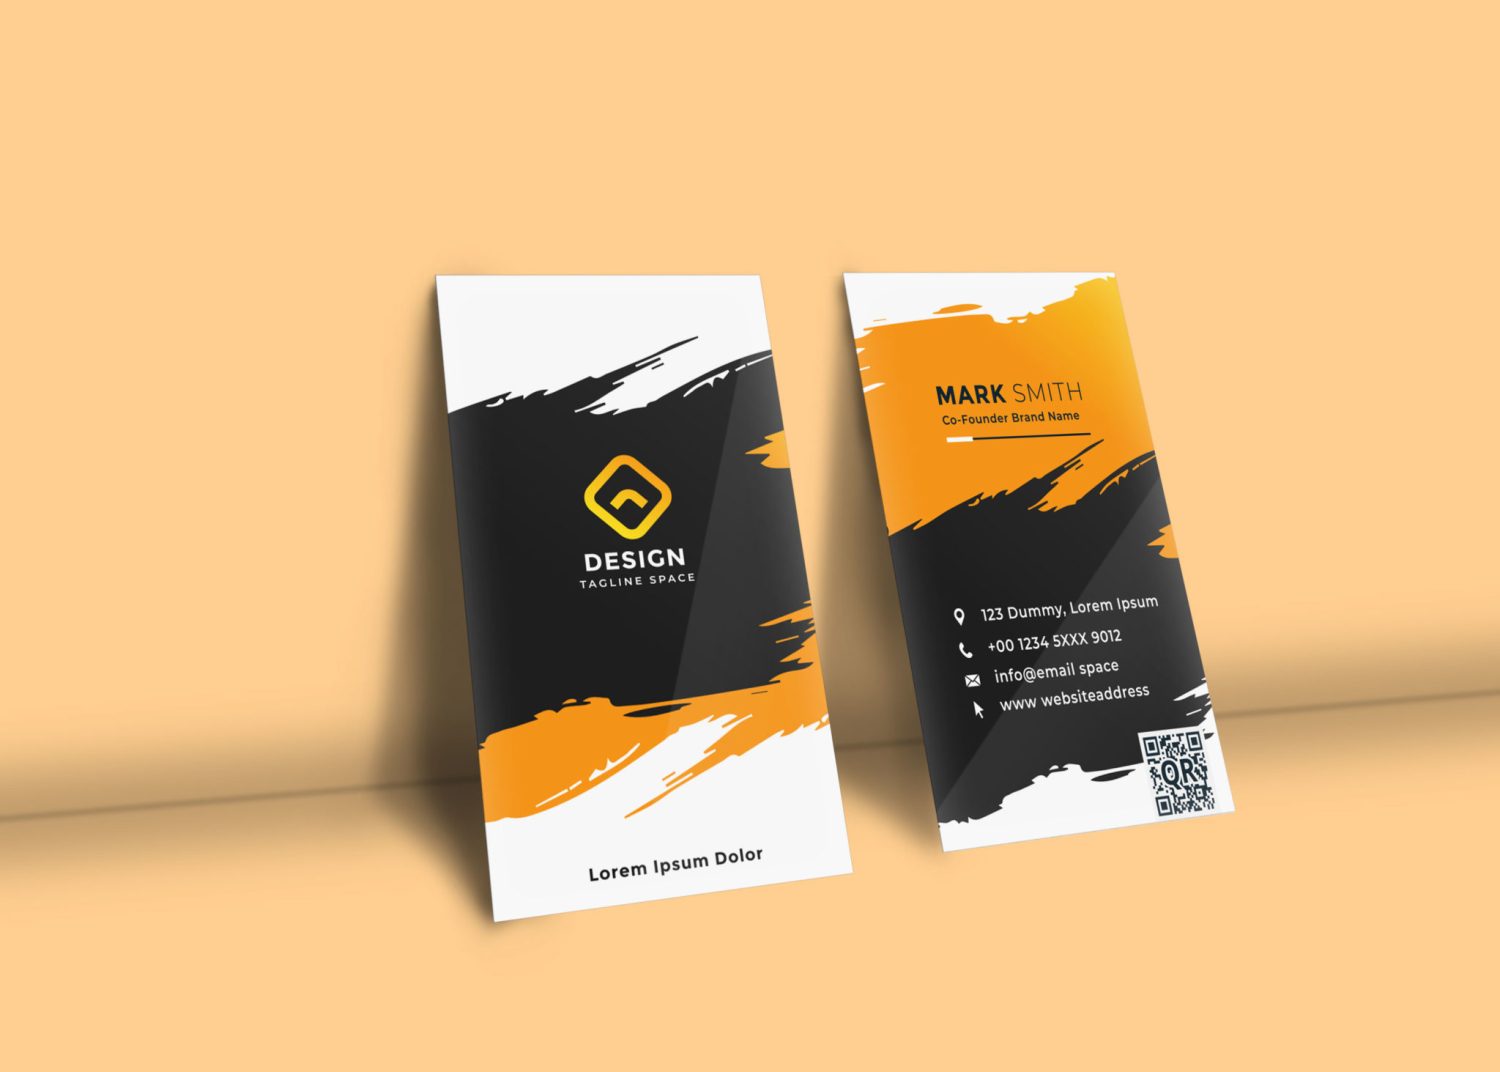 DESIGN
TAGLINE SPACE
Lorem Ipsum Dolor
MARK SMITH
Co-Founder Brand Name
123 Dummy, Lorem Ipsum
+00 1234 5XXX 9012
info@email space
www websiteaddress
QR